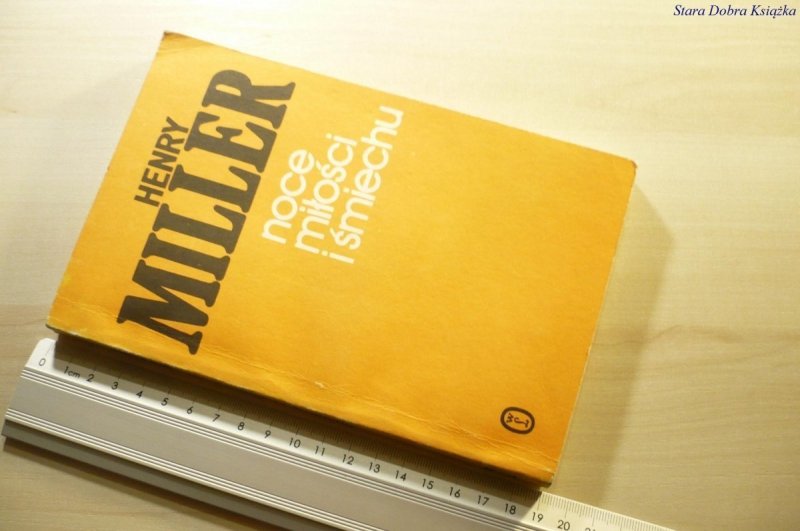 Stara Dobra Książka
HENRY
MILLER
noce
miłości
i śmiechu
0 1cm 2 3 4 5 6 7 8 9 10 11 12 13 14 15 16 17 18 19 20